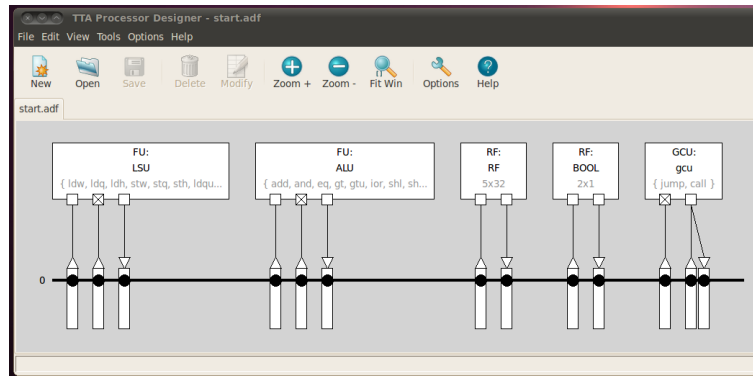 TTA Processor Designer - start.adf
File Edit View Tools Options Help
New Open Save Delete Modify Zoom + Zoom - Fit Win Options Help
start.adf
FU:
LSU
{ ldw, ldq, ldh, stw, stq, sth, ldqu...
FU:
ALU
{ add, and, eq, gt, gtu, ior, shl, sh...
RF:
RF
5x32
RF:
BOOL
2x1
GCU:
gcu
{ jump, call }
0